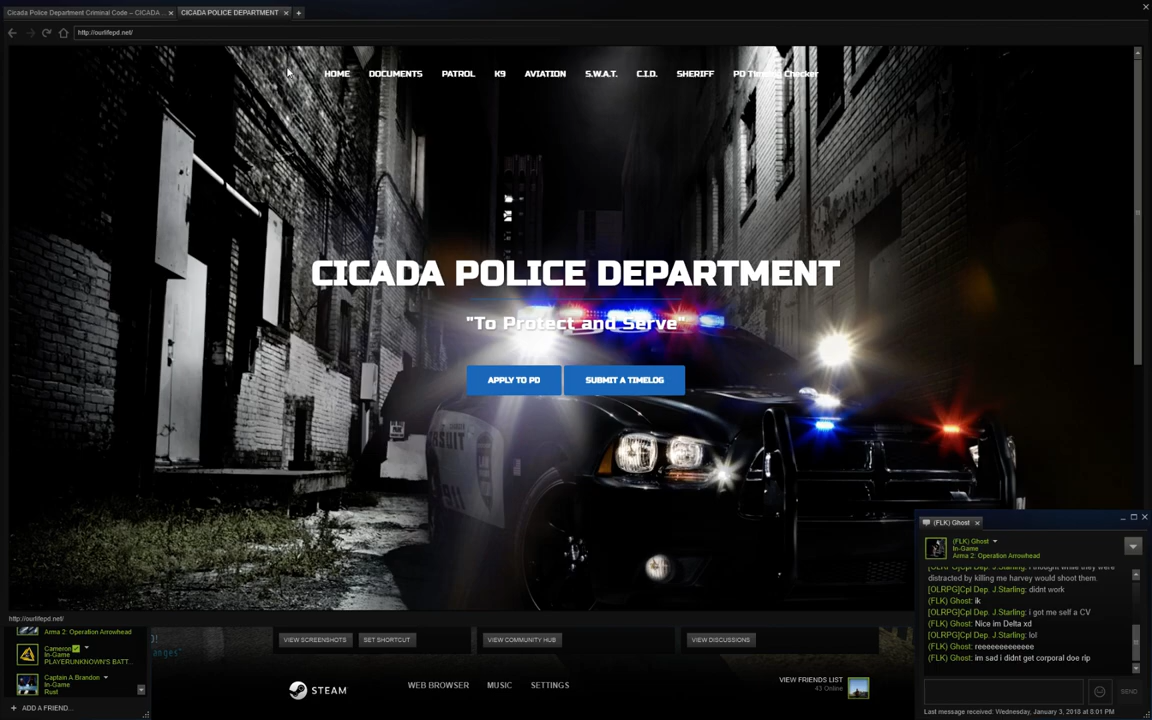 Cicada Police Department Criminal Code – CICADA ...
CICADA POLICE DEPARTMENT
http://ourlifepd.net/
HOME
DOCUMENTS
PATROL
K9
AVIATION
S.W.A.T.
C.I.D.
SHERIFF
PD Timelog Checker
CICADA POLICE DEPARTMENT
"To Protect and Serve"
APPLY TO PD
SUBMIT A TIMELOG
911
(FLK) Ghost
(FLK) Ghost
In-Game
Arma 2: Operation Arrowhead
distracted by killing me harvey would shoot them.
[OLRPG]Cpl Dep. J.Starling: didnt work
(FLK) Ghost: ik
[OLRPG]Cpl Dep. J.Starling: i got me self a CV
(FLK) Ghost: Nice im Delta xd
[OLRPG]Cpl Dep. J.Starling: lol
(FLK) Ghost: reeeeeeeeeeeee
(FLK) Ghost: im sad i didnt get corporal doe rip
SEND
Last message received: Wednesday, January 3, 2018 at 8:01 PM
http://ourlifepd.net/
Arma 2: Operation Arrowhead
Cameron
In-Game
PLAYERUNKNOWN'S BATT...
Captain A.Brandon
In-Game
Rust
ADD A FRIEND...
anges"
VIEW SCREENSHOTS
SET SHORTCUT
VIEW COMMUNITY HUB
VIEW DISCUSSIONS
STEAM
WEB BROWSER
MUSIC
SETTINGS
VIEW FRIENDS LIST
43 Online